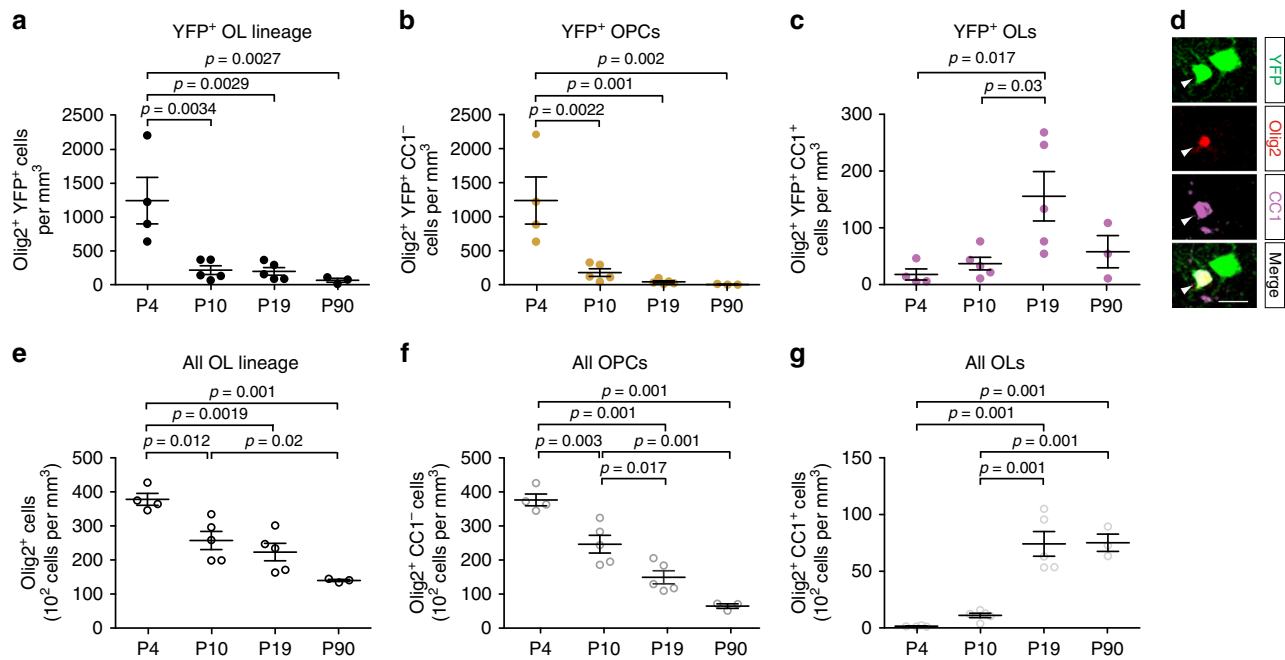 a
YFP⁺ OL lineage
p = 0.0027
p = 0.0029
p = 0.0034
Olig2⁺ YFP⁺ cells
per mm³
2500
2000
1500
1000
500
0
P4 P10 P19 P90
b
YFP⁺ OPCs
p = 0.002
p = 0.001
p = 0.0022
Olig2⁺ YFP⁺ CC1⁻
cells per mm³
2500
2000
1500
1000
500
0
P4 P10 P19 P90
c
YFP⁺ OLs
p = 0.017
p = 0.03
Olig2⁺ YFP⁺ CC1⁺
cells per mm³
300
200
100
0
P4 P10 P19 P90
d
YFP
Olig2
CC1
Merge
e
All OL lineage
p = 0.001
p = 0.0019
p = 0.012 p = 0.02
Olig2⁺ cells
(10² cells per mm³)
500
400
300
200
100
0
P4 P10 P19 P90
f
All OPCs
p = 0.001
p = 0.001
p = 0.003 p = 0.001
p = 0.017
Olig2⁺ CC1⁻ cells
(10² cells per mm³)
500
400
300
200
100
0
P4 P10 P19 P90
g
All OLs
p = 0.001
p = 0.001
p = 0.001
p = 0.001
Olig2⁺ CC1⁺ cells
(10² cells per mm³)
150
100
50
0
P4 P10 P19 P90